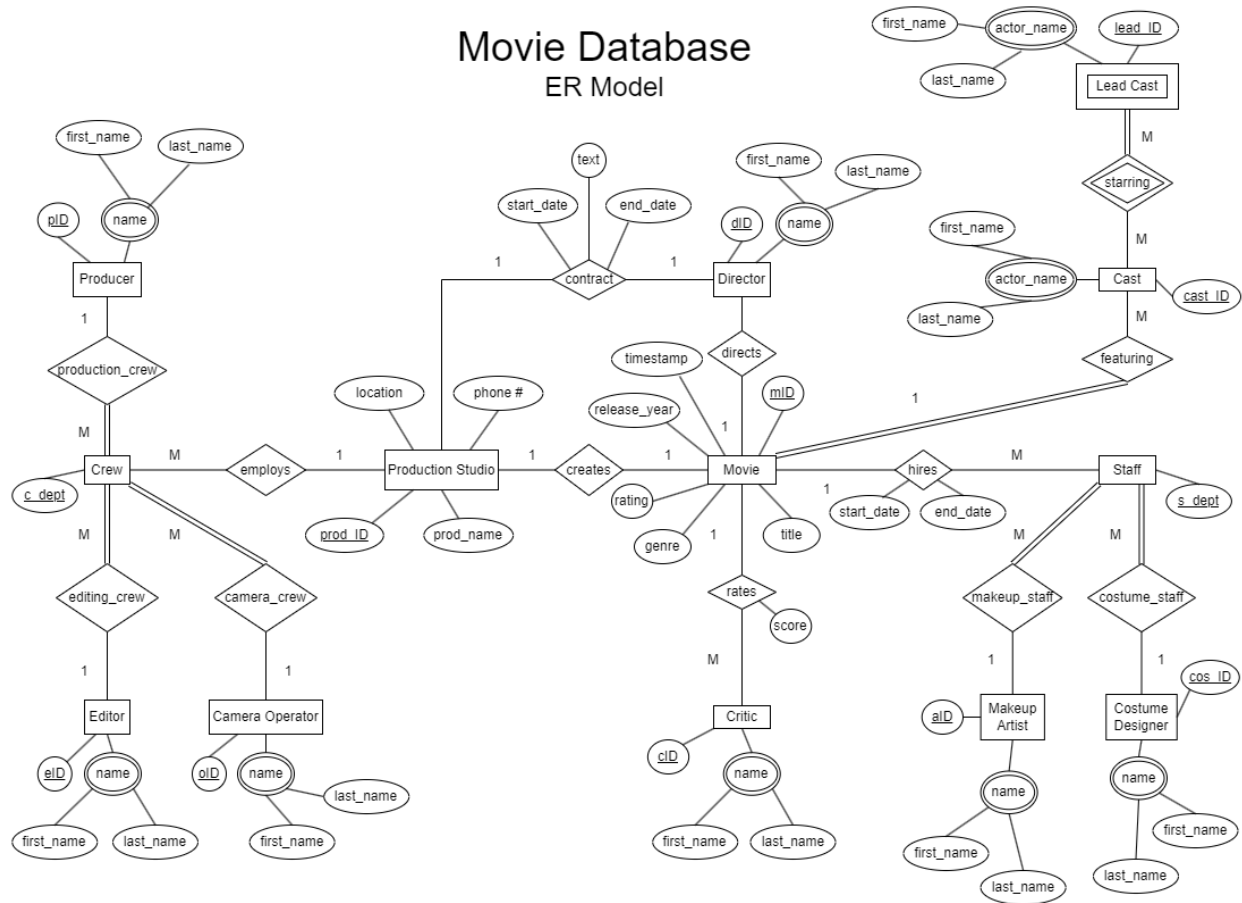 Movie Database
ER Model
first_name
actor_name
lead_ID
last_name
Lead Cast
M
starring
M
first_name
actor_name
Cast
cast_ID
last_name
M
featuring
1
first_name
last_name
pID
name
Producer
1
production_crew
M
text
start_date
end_date
1
contract
1
first_name
last_name
dID
name
Director
directs
1
location
phone #
Production Studio
prod_ID
prod_name
Crew
c_dept
M
employs
1
1
creates
1
timestamp
release_year
mID
Movie
rating
genre
title
1
hires
M
start_date
end_date
Staff
s_dept
M
editing_crew
1
M
camera_crew
1
Editor
eID
name
first_name
last_name
Camera Operator
oID
name
last_name
first_name
1
rates
score
M
Critic
cID
name
first_name
last_name
M
makeup_staff
1
M
costume_staff
1
Makeup
Artist
aID
name
first_name
last_name
Costume
Designer
cos_ID
name
first_name
last_name